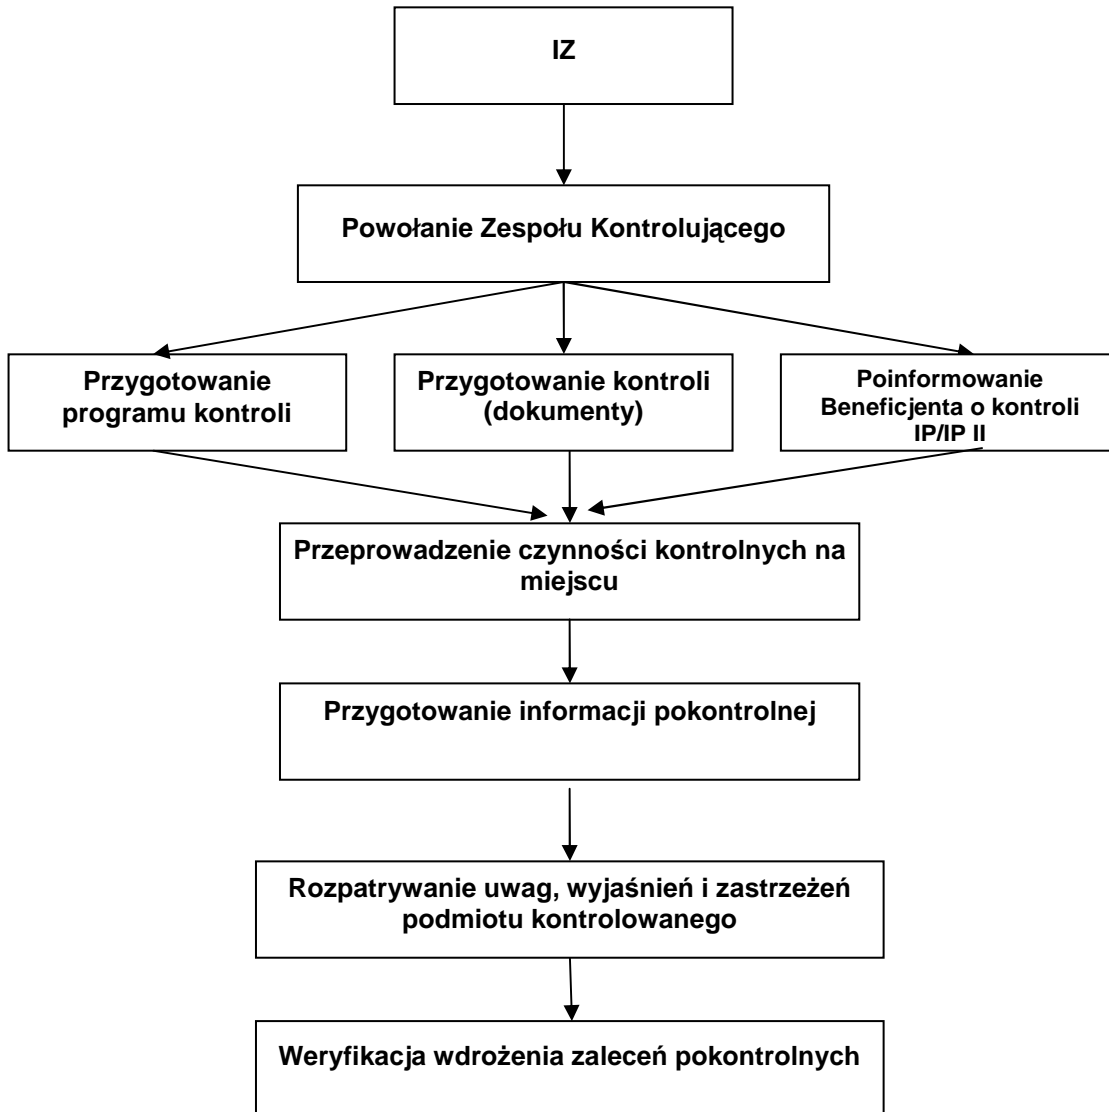 IZ
Powołanie Zespołu Kontrolującego
Przygotowanie
programu kontroli
Przygotowanie kontroli
(dokumenty)
Poinformowanie
Beneficjenta o kontroli
IP/IP II
Przeprowadzenie czynności kontrolnych na
miejscu
Przygotowanie informacji pokontrolnej
Rozpatrywanie uwag, wyjaśnień i zastrzeżeń
podmiotu kontrolowanego
Weryfikacja wdrożenia zaleceń pokontrolnych